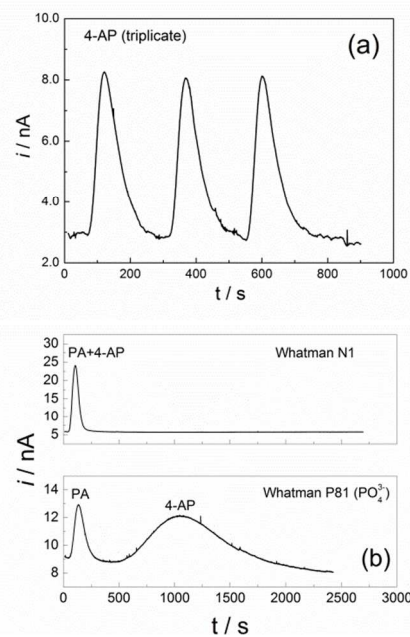 4-AP (triplicate)
(a)
10.0
8.0
6.0
4.0
2.0
i / nA
0 200 400 600 800 1000
t / s
PA+4-AP
Whatman N1
30
25
20
15
10
5
PA
4-AP
Whatman P81 (PO₄³⁻)
14
12
10
8
(b)
i / nA
0 500 1000 1500 2000 2500 3000
t / s